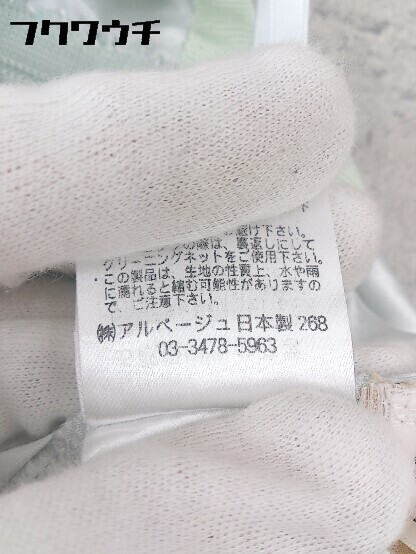 フクワウチ
け下さい。
の際は、裏返しにして
クリーニングネットをご使用下さい。
・この製品は、生地の性質上、水や雨
に濡れると縮む可能性がありますの
で、ご注意下さい。
㈱アルページュ日本製 268
03-3478-5963